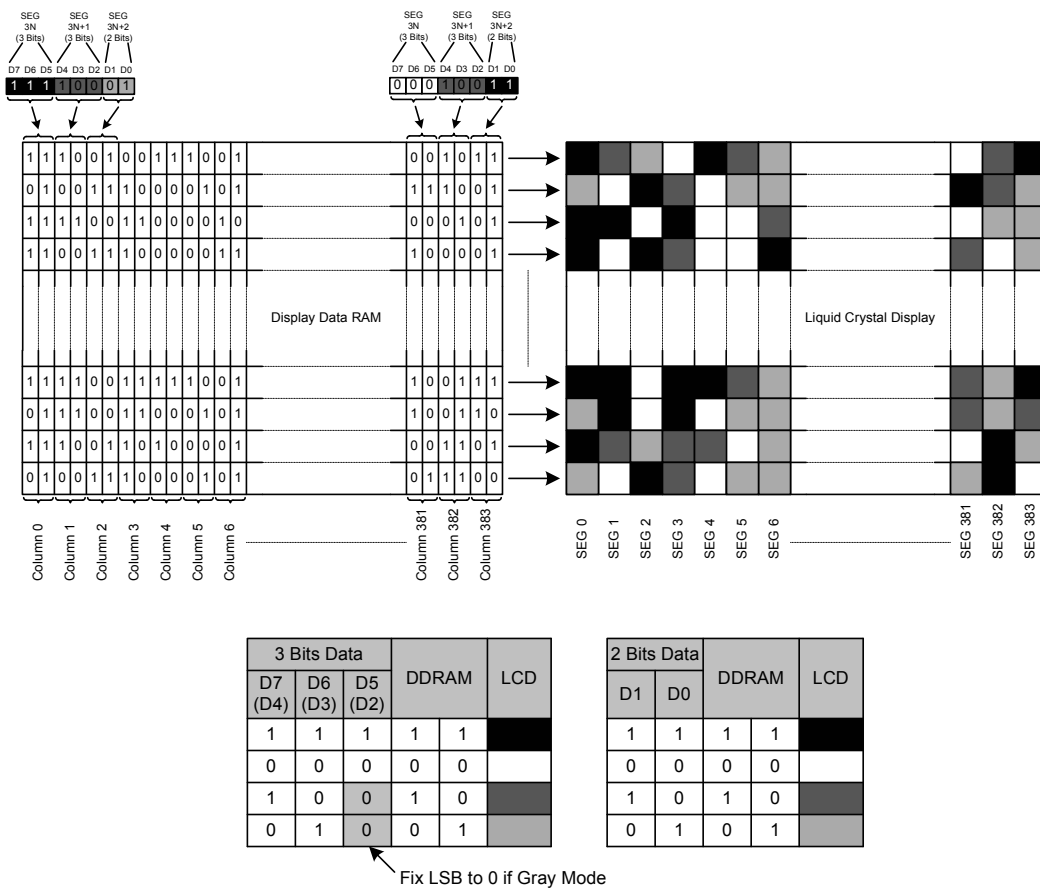 SEG 3N (3 Bits) SEG 3N+1 (3 Bits) SEG 3N+2 (2 Bits)
D7 D6 D5 D4 D3 D2 D1 D0
1 1 1 1 0 0 0 1
SEG 3N (3 Bits) SEG 3N+1 (3 Bits) SEG 3N+2 (2 Bits)
D7 D6 D5 D4 D3 D2 D1 D0
0 0 0 1 0 0 1 1
1 1 1 0 0 1 0 0 1 1 1 0 0 1 0 0 1 0 1 1
0 1 0 0 1 1 1 0 0 0 0 1 0 1 1 1 1 0 0 1
1 1 1 1 0 0 1 1 0 0 0 0 1 0 0 0 0 1 0 1
1 1 0 0 1 1 1 0 0 0 0 0 1 1 1 0 0 0 0 1
Display Data RAM
Liquid Crystal Display
1 1 1 1 0 0 1 1 1 1 1 0 0 1 1 0 0 1 1 1
0 1 1 1 0 0 1 1 0 0 0 1 0 1 1 0 0 1 1 0
1 1 1 0 0 1 1 0 1 0 0 0 0 1 0 0 1 1 0 1
0 1 0 0 1 1 1 0 0 0 0 1 0 1 0 1 1 1 0 0
Column 0
Column 1
Column 2
Column 3
Column 4
Column 5
Column 6
Column 381
Column 382
Column 383
SEG 0
SEG 1
SEG 2
SEG 3
SEG 4
SEG 5
SEG 6
SEG 381
SEG 382
SEG 383
3 Bits Data DDRAM LCD
D7 (D4) D6 (D3) D5 (D2)
1 1 1 1 1
0 0 0 0 0
1 0 0 1 0
0 1 0 0 1
Fix LSB to 0 if Gray Mode
2 Bits Data DDRAM LCD
D1 D0
1 1 1 1
0 0 0 0
1 0 1 0
0 1 0 1